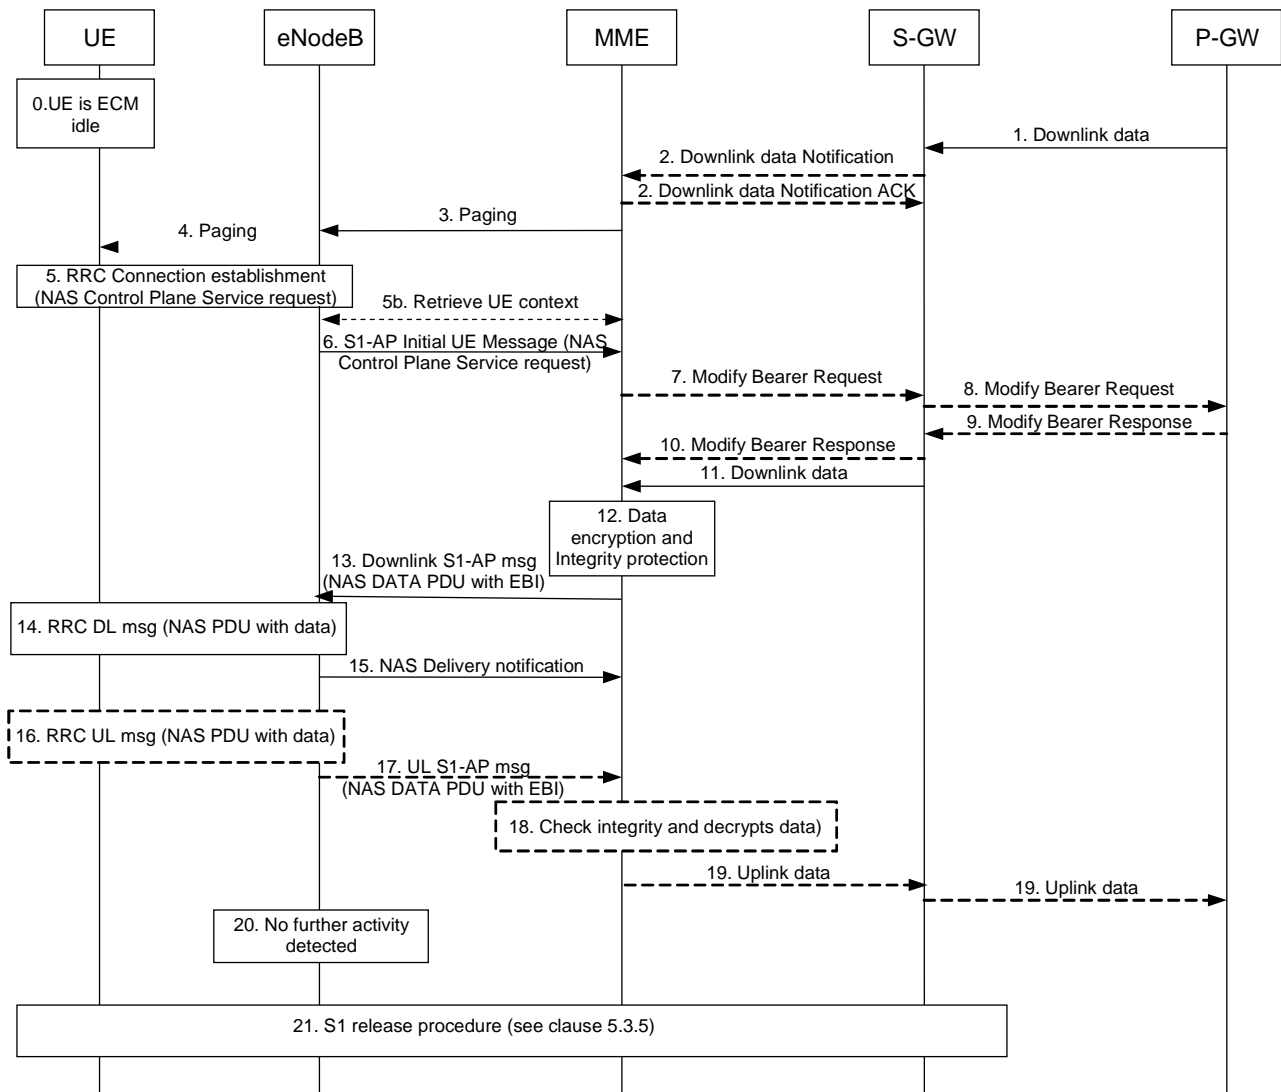 UE
eNodeB
MME
S-GW
P-GW
0.UE is ECM
idle
1. Downlink data
2. Downlink data Notification
2. Downlink data Notification ACK
3. Paging
4. Paging
5. RRC Connection establishment
(NAS Control Plane Service request)
5b. Retrieve UE context
6. S1-AP Initial UE Message (NAS
Control Plane Service request)
7. Modify Bearer Request
8. Modify Bearer Request
9. Modify Bearer Response
10. Modify Bearer Response
11. Downlink data
12. Data
encryption and
Integrity protection
13. Downlink S1-AP msg
(NAS DATA PDU with EBI)
14. RRC DL msg (NAS PDU with data)
15. NAS Delivery notification
16. RRC UL msg (NAS PDU with data)
17. UL S1-AP msg
(NAS DATA PDU with EBI)
18. Check integrity and decrypts data)
19. Uplink data
19. Uplink data
20. No further activity
detected
21. S1 release procedure (see clause 5.3.5)